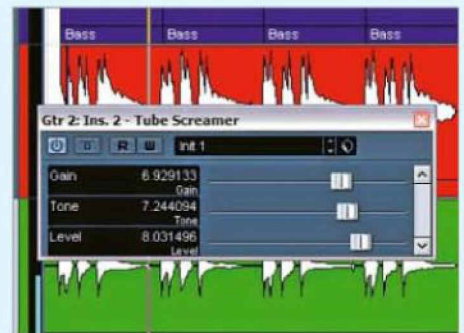 Bass Bass Bass Bass
Gtr 2: Ins. 2 - Tube Screamer
R W Init 1
Gain 6.929133
Gain
Tone 7.244094
Tone
Level 8.031496
Level